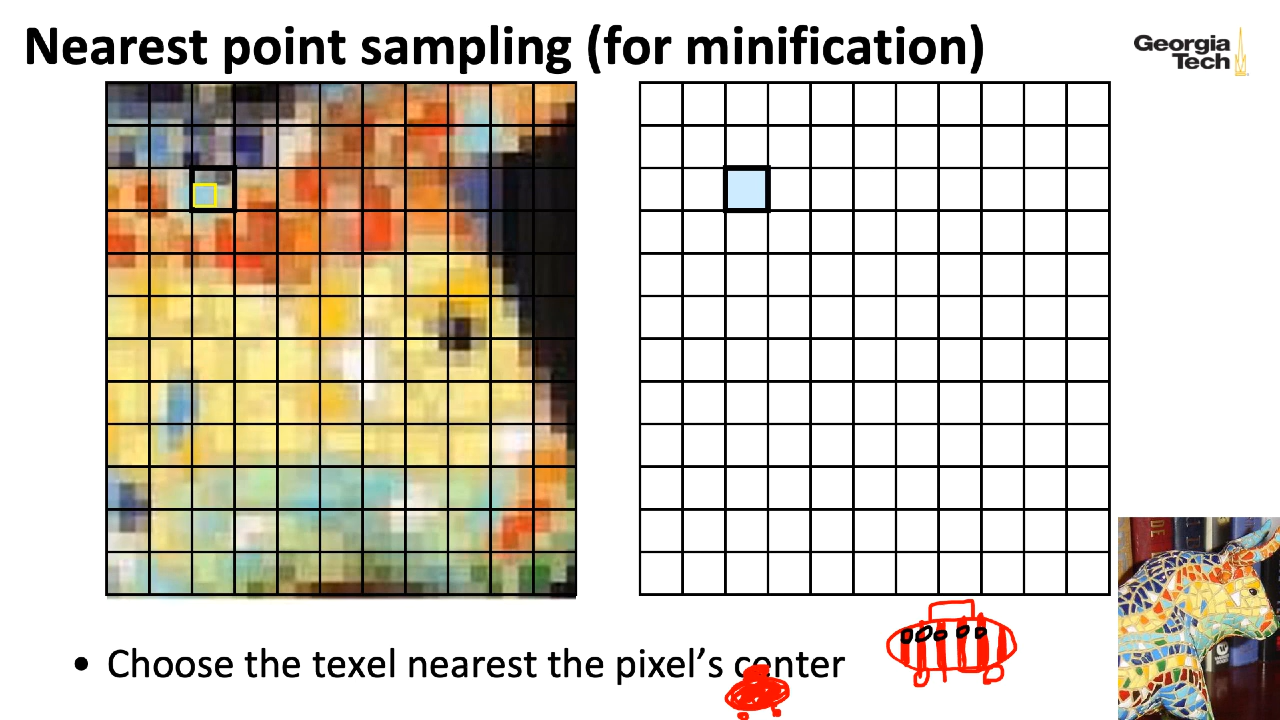 Nearest point sampling (for minification)
Georgia
Tech
• Choose the texel nearest the pixel’s center